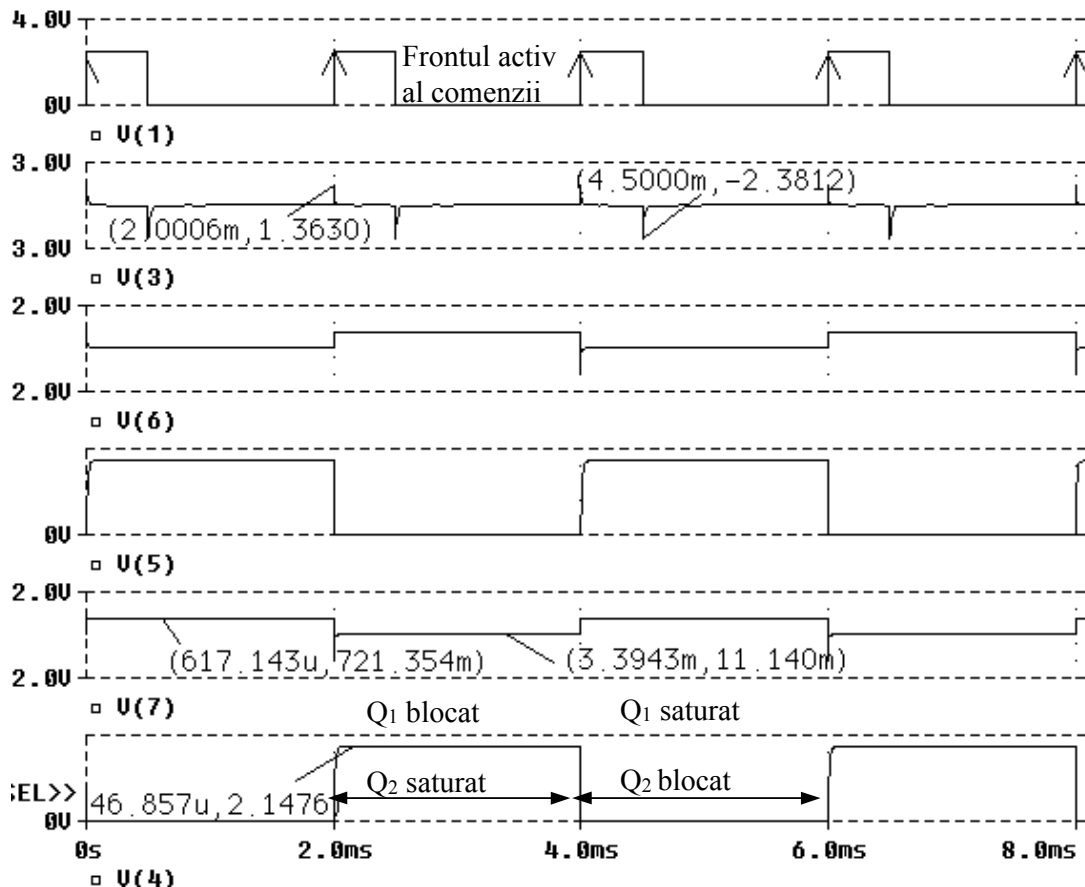 4.0V
Frontul activ
al comenzii
0V
V(1)
3.0V
(4.5000m,-2.3812)
(2.0006m,1.3630)
3.0V
V(3)
2.0V
2.0V
V(6)
0V
V(5)
2.0V
(617.143u,721.354m)
(3.3943m,11.140m)
2.0V
V(7)
Q1 blocat
Q1 saturat
Q2 saturat
Q2 blocat
SEL>>
46.857u,2.1476
0V
0s
2.0ms
4.0ms
6.0ms
8.0ms
V(4)